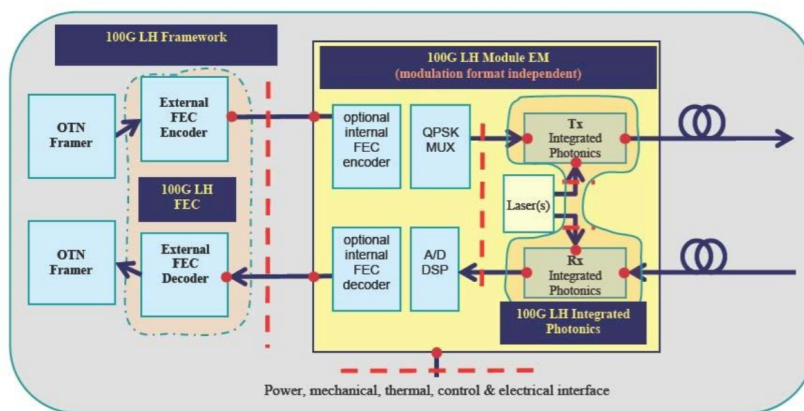 100G LH Framework
100G LH Module EM
(modulation format independent)
OTN
Framer
External
FEC
Encoder
optional
internal
FEC
encoder
QPSK
MUX
Tx
Integrated
Photonics
100G LH
FEC
Laser(s)
OTN
Framer
External
FEC
Decoder
optional
internal
FEC
decoder
A/D
DSP
Rx
Integrated
Photonics
100G LH Integrated
Photonics
Power, mechanical, thermal, control & electrical interface